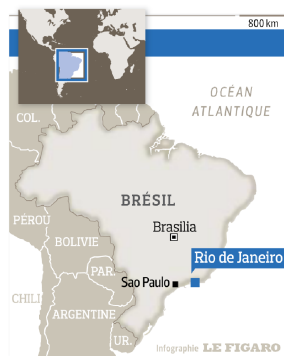 800 km
OCÉAN
ATLANTIQUE
COL.
BRÉSIL
PÉROU
Brasilia
BOLIVIE
Rio de Janeiro
PAR.
Sao Paulo
CHILI
ARGENTINE
UR.
Infographie LE FIGARO